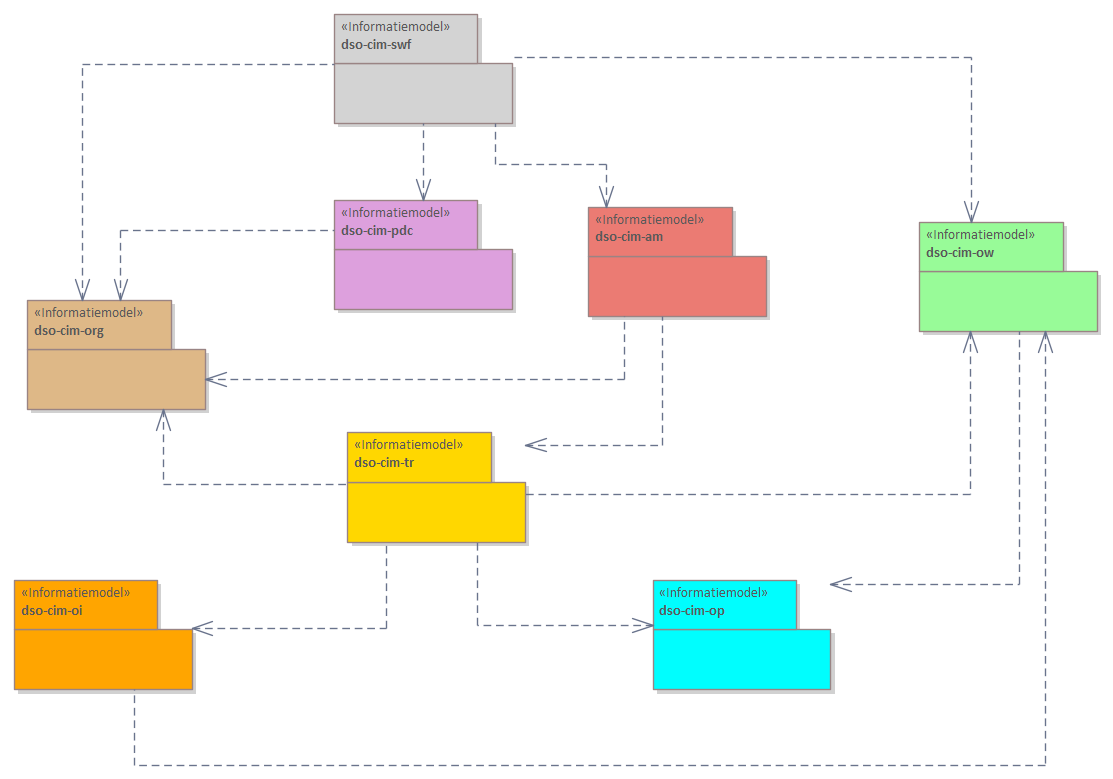 «Informatiemodel»
dso-cim-swf
«Informatiemodel»
dso-cim-pdc
«Informatiemodel»
dso-cim-am
«Informatiemodel»
dso-cim-ow
«Informatiemodel»
dso-cim-org
«Informatiemodel»
dso-cim-tr
«Informatiemodel»
dso-cim-oi
«Informatiemodel»
dso-cim-op